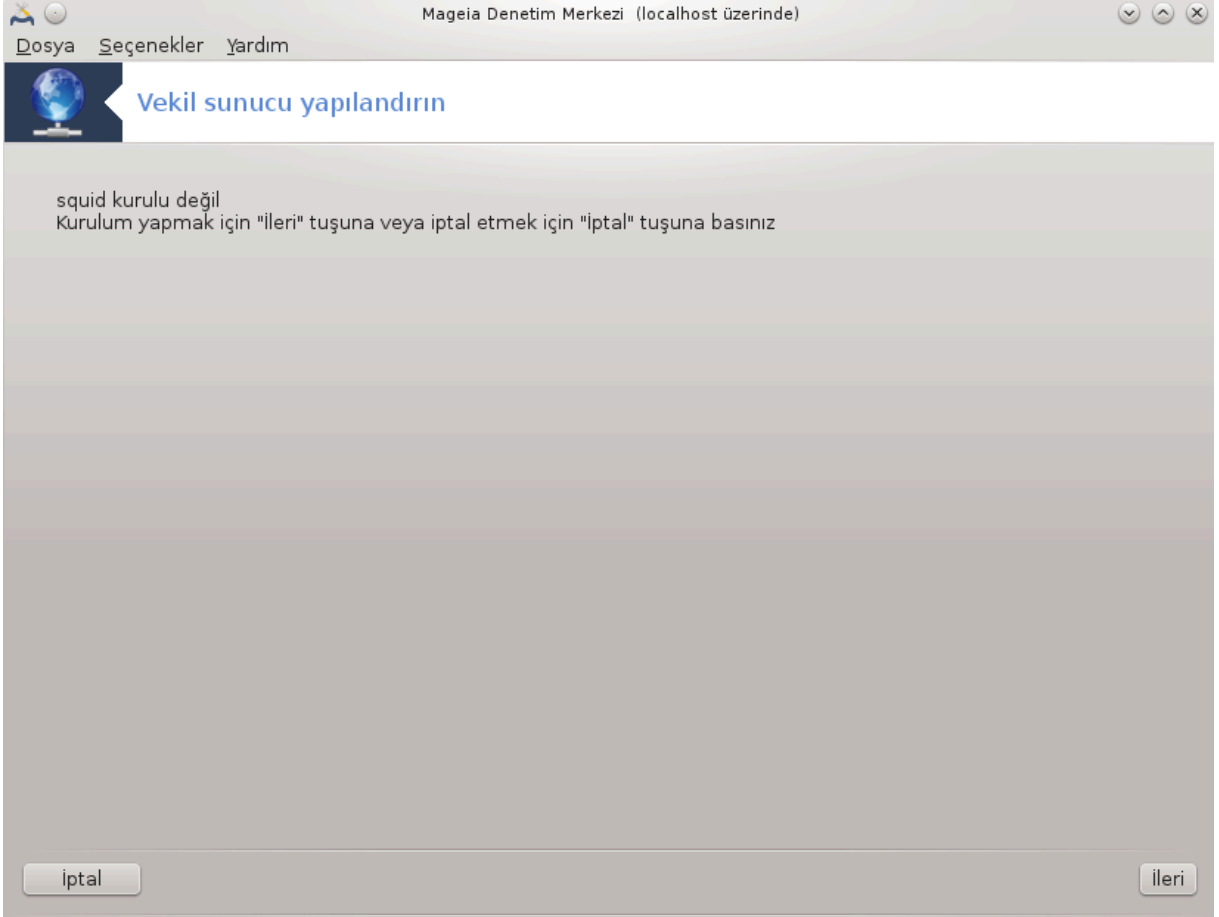 Mageia Denetim Merkezi (localhost üzerinde)
Dosya Seçenekler Yardım
Vekil sunucu yapılandırın
squid kurulu değil
Kurulum yapmak için "İleri" tuşuna veya iptal etmek için "İptal" tuşuna basınız
İptal İleri